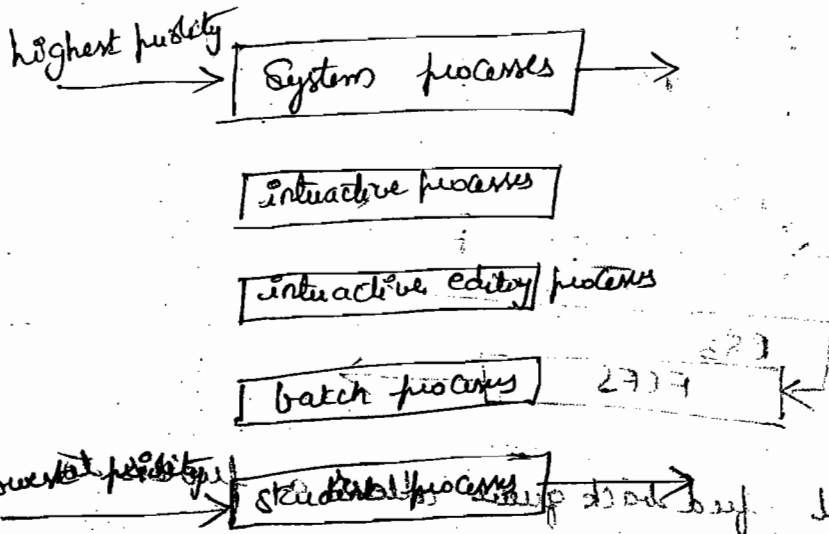 highest priority
System processes
interactive processes
interactive editing processes
batch processes
lowest priority
student processes